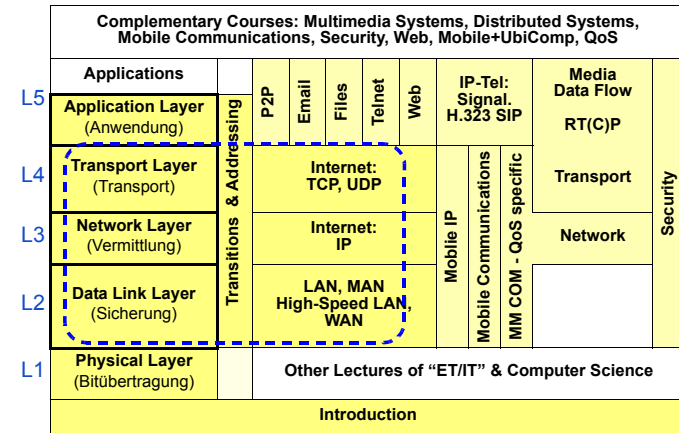 Complementary Courses: Multimedia Systems, Distributed Systems,
Mobile Communications, Security, Web, Mobile+UbiComp, QoS
Applications
L5
Application Layer
(Anwendung)
L4
Transport Layer
(Transport)
L3
Network Layer
(Vermittlung)
L2
Data Link Layer
(Sicherung)
L1
Physical Layer
(Bitübertragung)
Transitions & Addressing
P2P
Email
Files
Telnet
Web
IP-Tel:
Signal.
H.323 SIP
Media
Data Flow
RT(C)P
Internet:
TCP, UDP
Internet:
IP
LAN, MAN
High-Speed LAN,
WAN
Moblie IP
Mobile Communications
MM COM - QoS specific
Transport
Network
Security
Other Lectures of “ET/IT” & Computer Science
Introduction